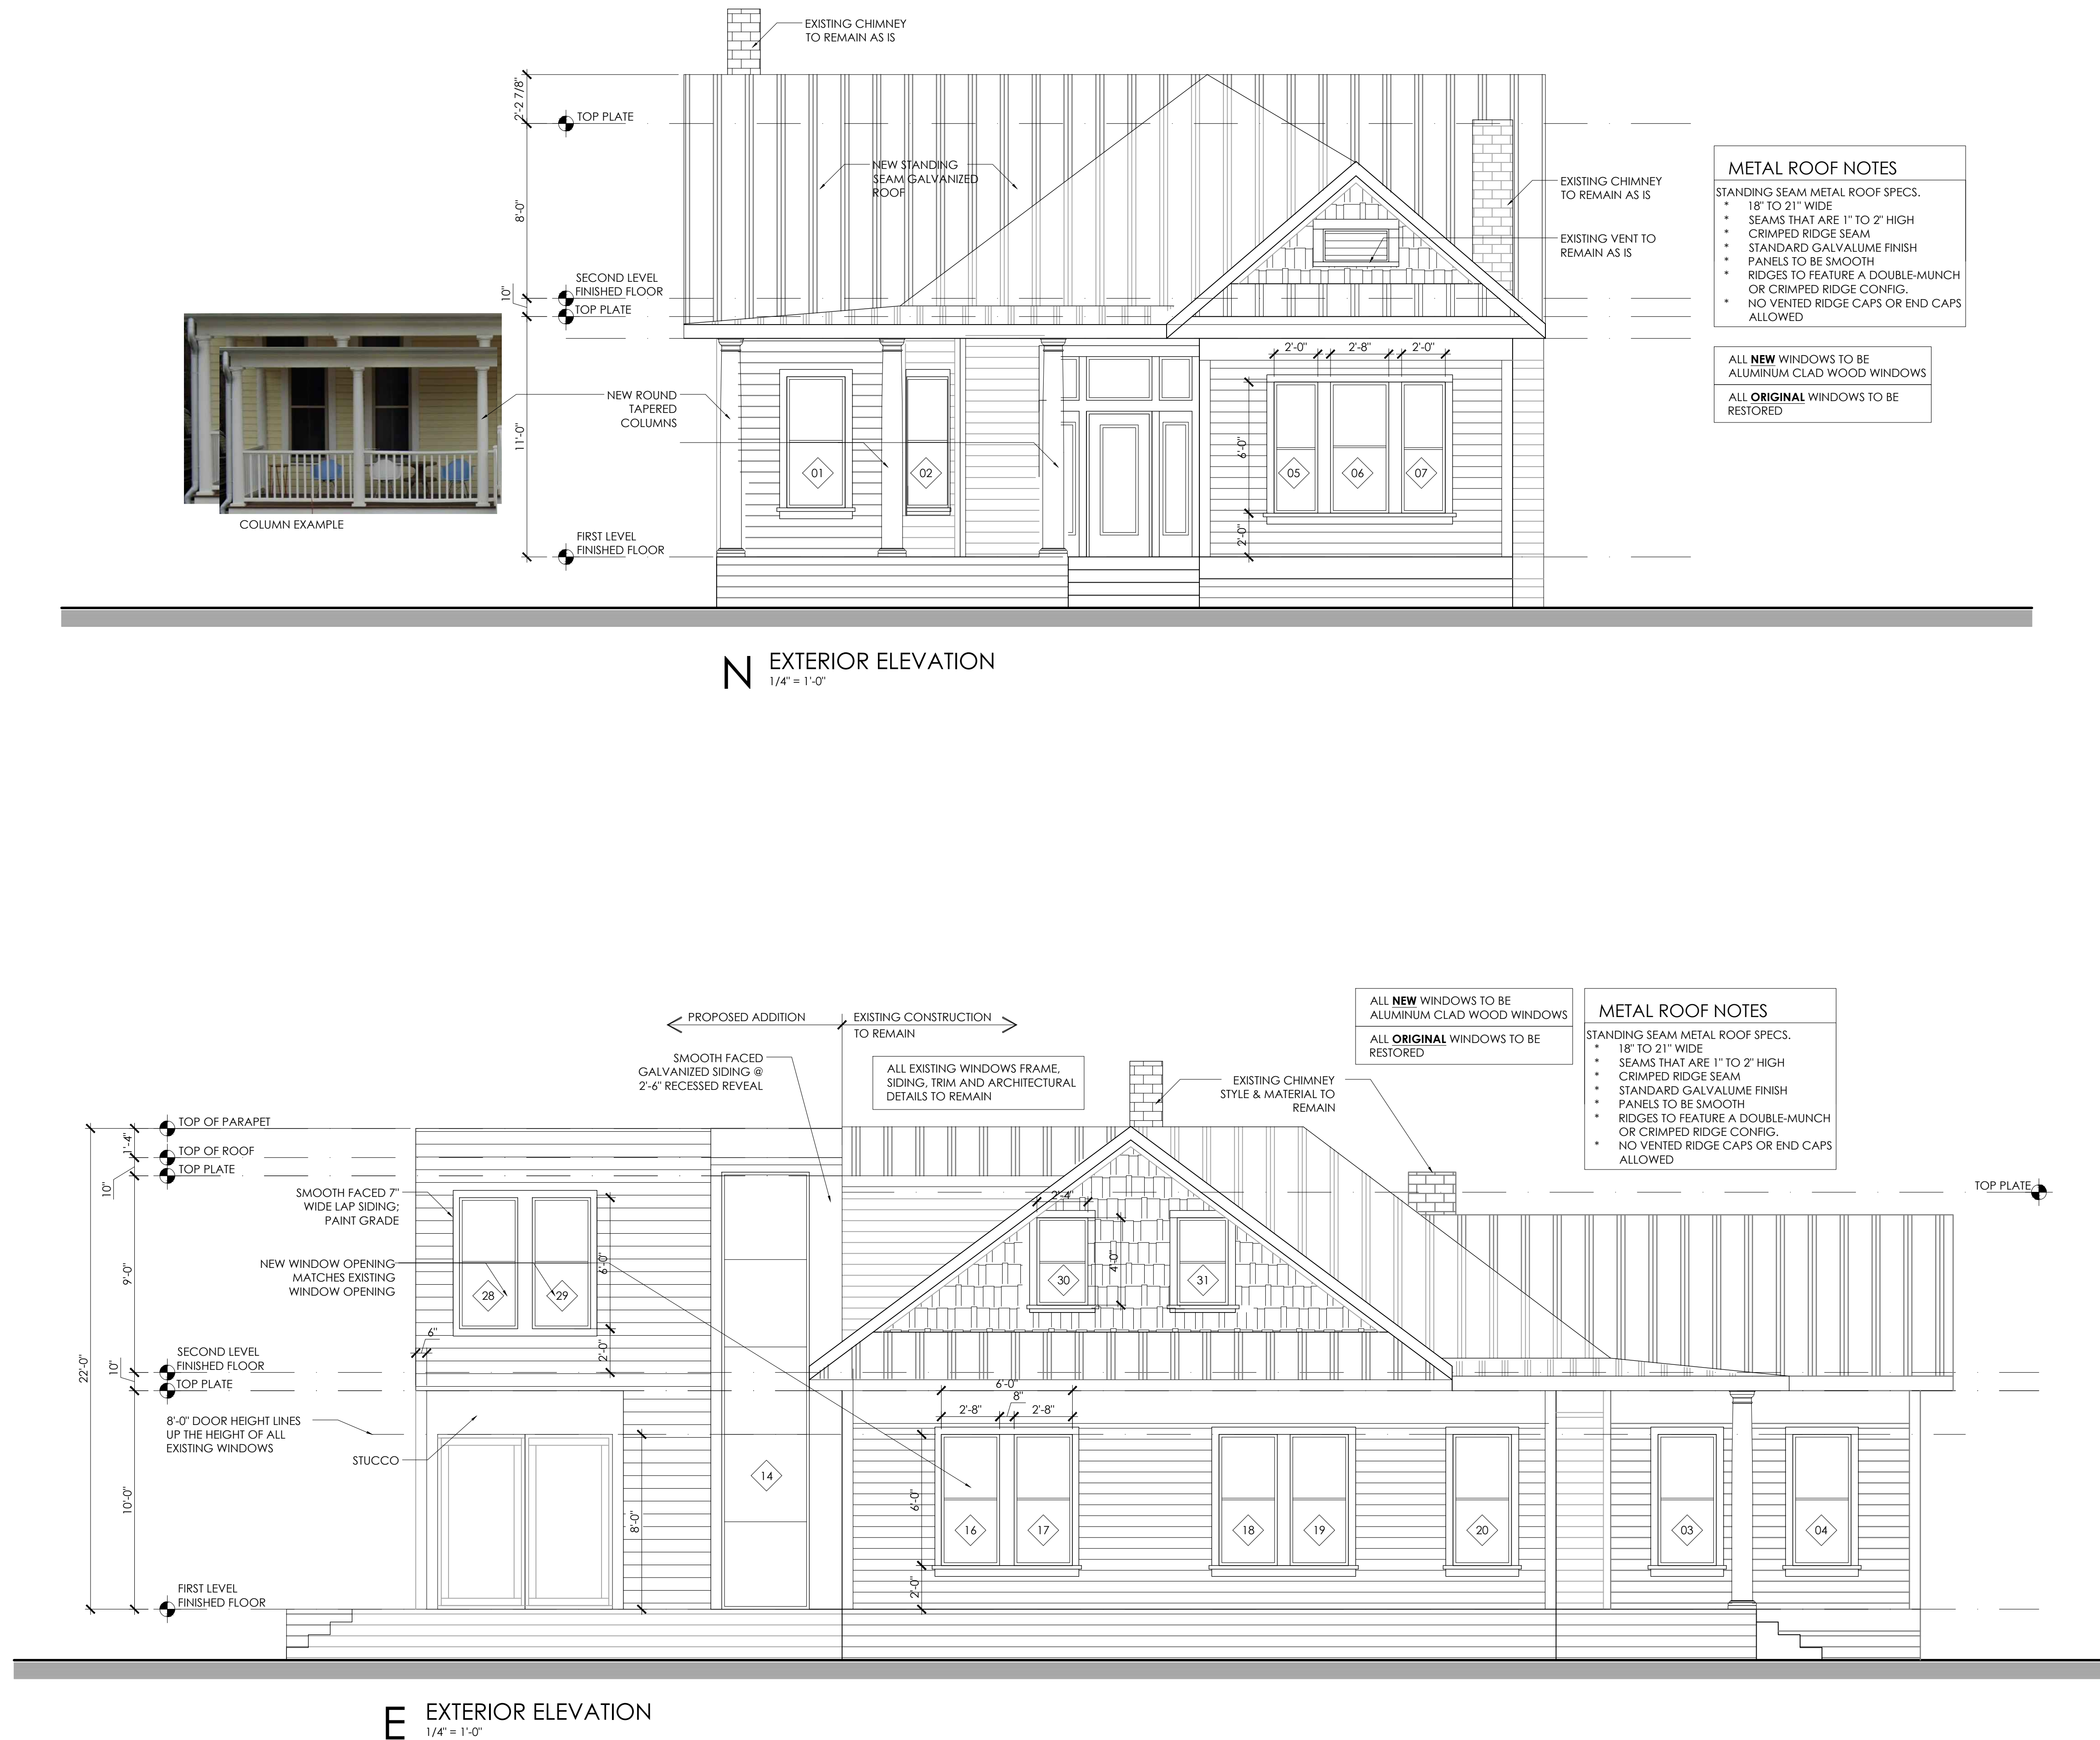 EXISTING CHIMNEY
TO REMAIN AS IS
2'-2 7/8"
TOP PLATE
NEW STANDING
SEAM GALVANIZED
ROOF
8'-0"
EXISTING CHIMNEY
TO REMAIN AS IS
EXISTING VENT TO
REMAIN AS IS
SECOND LEVEL
FINISHED FLOOR
10"
TOP PLATE
METAL ROOF NOTES
STANDING SEAM METAL ROOF SPECS.
* 18" TO 21" WIDE
* SEAMS THAT ARE 1" TO 2" HIGH
* CRIMPED RIDGE SEAM
* STANDARD GALVALUME FINISH
* PANELS TO BE SMOOTH
* RIDGES TO FEATURE A DOUBLE-MUNCH
OR CRIMPED RIDGE CONFIG.
* NO VENTED RIDGE CAPS OR END CAPS
ALLOWED
ALL NEW WINDOWS TO BE
ALUMINUM CLAD WOOD WINDOWS
ALL ORIGINAL WINDOWS TO BE
RESTORED
2'-0" 2'-8" 2'-0"
NEW ROUND
TAPERED
COLUMNS
11'-0"
6'-0"
01 02 05 06 07
COLUMN EXAMPLE
2'-0"
FIRST LEVEL
FINISHED FLOOR
N EXTERIOR ELEVATION
1/4" = 1'-0"
PROPOSED ADDITION
EXISTING CONSTRUCTION
TO REMAIN
ALL NEW WINDOWS TO BE
ALUMINUM CLAD WOOD WINDOWS
ALL ORIGINAL WINDOWS TO BE
RESTORED
METAL ROOF NOTES
STANDING SEAM METAL ROOF SPECS.
* 18" TO 21" WIDE
* SEAMS THAT ARE 1" TO 2" HIGH
* CRIMPED RIDGE SEAM
* STANDARD GALVALUME FINISH
* PANELS TO BE SMOOTH
* RIDGES TO FEATURE A DOUBLE-MUNCH
OR CRIMPED RIDGE CONFIG.
* NO VENTED RIDGE CAPS OR END CAPS
ALLOWED
SMOOTH FACED
GALVANIZED SIDING @
2'-6" RECESSED REVEAL
ALL EXISTING WINDOWS FRAME,
SIDING, TRIM AND ARCHITECTURAL
DETAILS TO REMAIN
EXISTING CHIMNEY
STYLE & MATERIAL TO
REMAIN
TOP OF PARAPET
1'-4"
TOP OF ROOF
TOP PLATE
10"
TOP PLATE
SMOOTH FACED 7"
WIDE LAP SIDING;
PAINT GRADE
2'-4"
NEW WINDOW OPENING
MATCHES EXISTING
WINDOW OPENING
9'-0"
6'-0"
4'-0"
28 29 30 31
6"
2'-0"
22'-0"
SECOND LEVEL
FINISHED FLOOR
10"
TOP PLATE
6'-0"
8"
2'-8" 2'-8"
8'-0" DOOR HEIGHT LINES
UP THE HEIGHT OF ALL
EXISTING WINDOWS
STUCCO
10'-0"
8'-0"
6'-0"
14
16 17 18 19 20 03 04
2'-0"
FIRST LEVEL
FINISHED FLOOR
E EXTERIOR ELEVATION
1/4" = 1'-0"